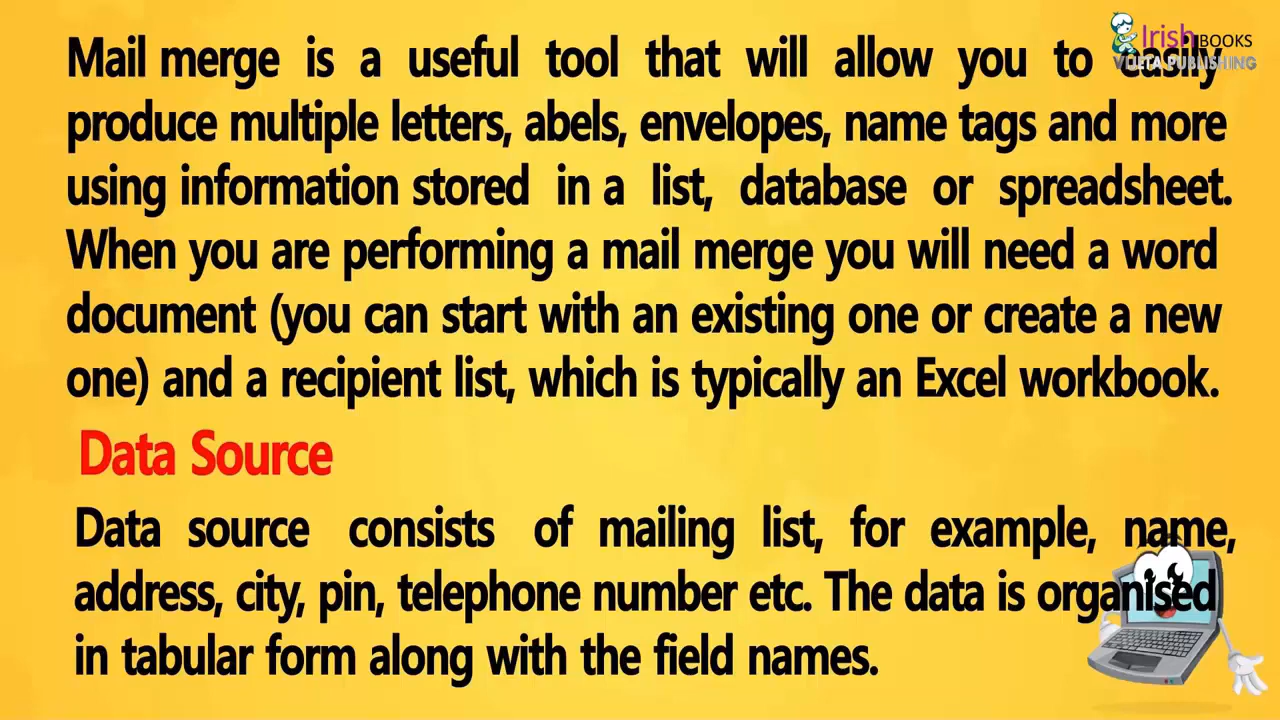 Irish BOOKS
VIITA PUBLISHING
Mail merge is a useful tool that will allow you to easily
produce multiple letters, abels, envelopes, name tags and more
using information stored in a list, database or spreadsheet.
When you are performing a mail merge you will need a word
document (you can start with an existing one or create a new
one) and a recipient list, which is typically an Excel workbook.
Data Source
Data source consists of mailing list, for example, name,
address, city, pin, telephone number etc. The data is organised
in tabular form along with the field names.